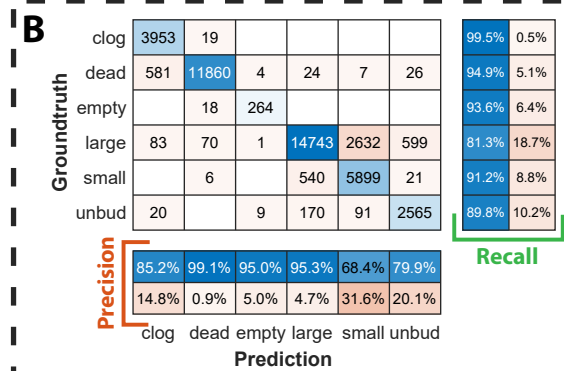 B
clog 3953 19 99.5% 0.5%
dead 581 11860 4 24 7 26 94.9% 5.1%
empty 18 264 93.6% 6.4%
large 83 70 1 14743 2632 599 81.3% 18.7%
small 6 540 5899 21 91.2% 8.8%
unbud 20 9 170 91 2565 89.8% 10.2%
Groundtruth
Recall
Precision
85.2% 99.1% 95.0% 95.3% 68.4% 79.9%
14.8% 0.9% 5.0% 4.7% 31.6% 20.1%
clog dead empty large small unbud
Prediction